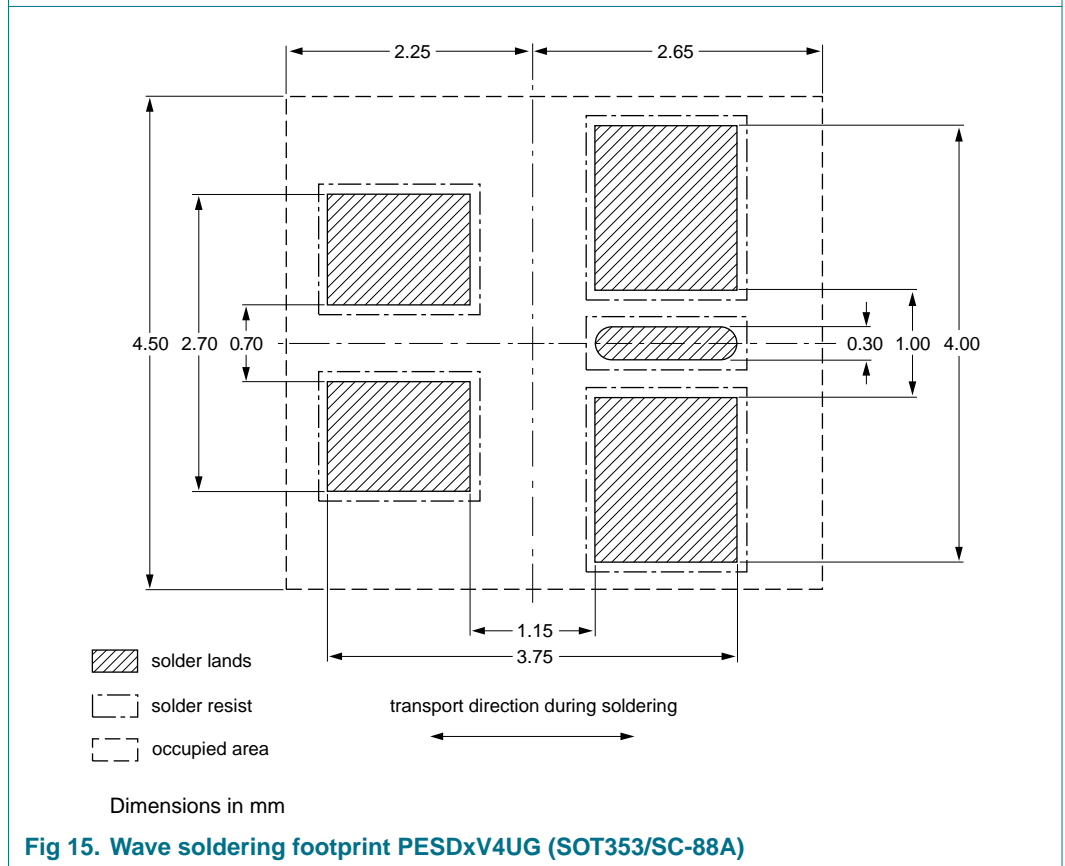 2.25 2.65
4.50 2.70 0.70 0.30 1.00 4.00
1.15
3.75
solder lands
solder resist
transport direction during soldering
occupied area
Dimensions in mm
Fig 15. Wave soldering footprint PESDxV4UG (SOT353/SC-88A)